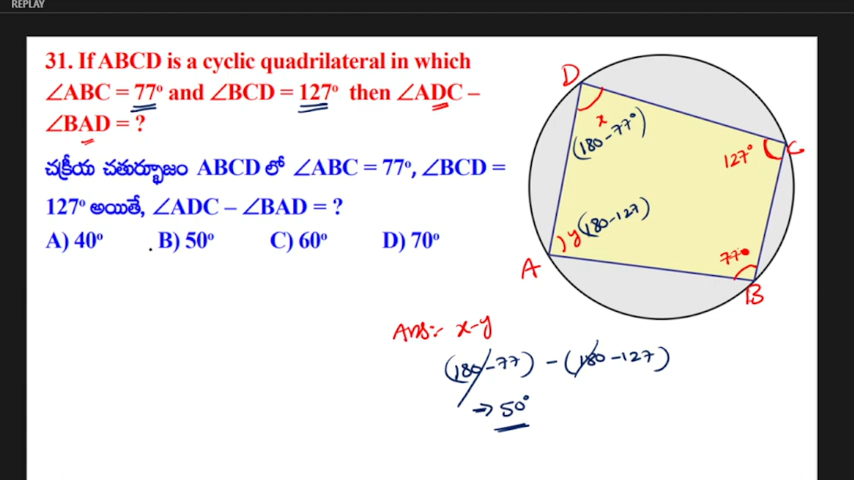 REPLAY
31. If ABCD is a cyclic quadrilateral in which
∠ABC = 77° and ∠BCD = 127° then ∠ADC –
∠BAD = ?
చక్రీయ చతుర్భూజం ABCD లో ∠ABC = 77°, ∠BCD =
127° అయితే, ∠ADC – ∠BAD = ?
A) 40° B) 50° C) 60° D) 70°
D
x
(180-77°)
127°
C
y (180-127)
77°
A
B
Ans:- x-y
(180-77) - (180-127)
→ 50°